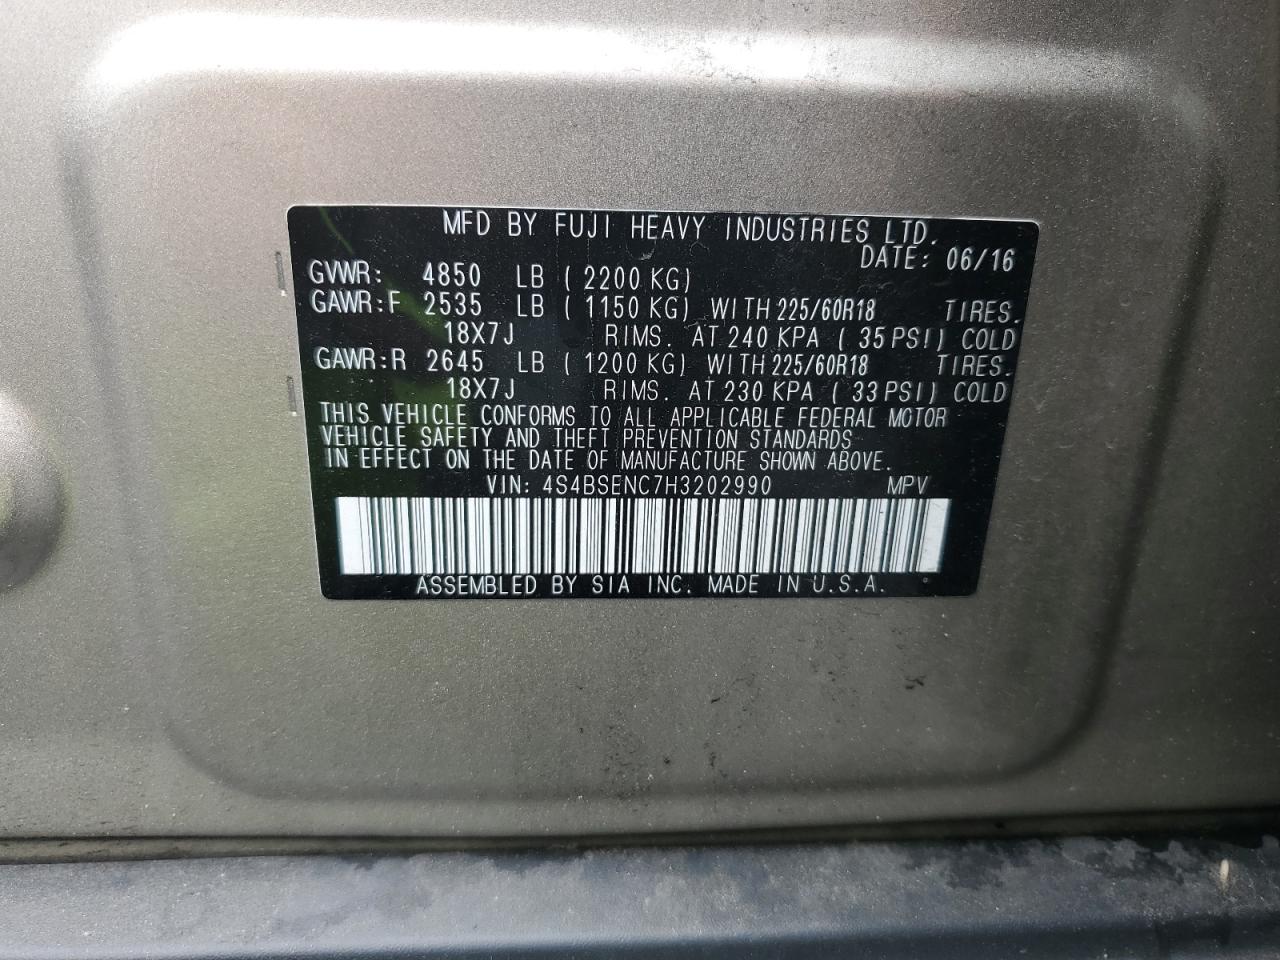 MFD BY FUJI HEAVY INDUSTRIES LTD.
DATE: 06/16
GVWR: 4850 LB ( 2200 KG)
GAWR:F 2535 LB ( 1150 KG) WITH 225/60R18 TIRES.
18X7J RIMS. AT 240 KPA ( 35 PSI) COLD
GAWR:R 2645 LB ( 1200 KG) WITH 225/60R18 TIRES.
18X7J RIMS. AT 230 KPA ( 33 PSI) COLD
THIS VEHICLE CONFORMS TO ALL APPLICABLE FEDERAL MOTOR
VEHICLE SAFETY AND THEFT PREVENTION STANDARDS
IN EFFECT ON THE DATE OF MANUFACTURE SHOWN ABOVE.
VIN: 4S4BSENC7H3202990 MPV
ASSEMBLED BY SIA INC. MADE IN U.S.A.